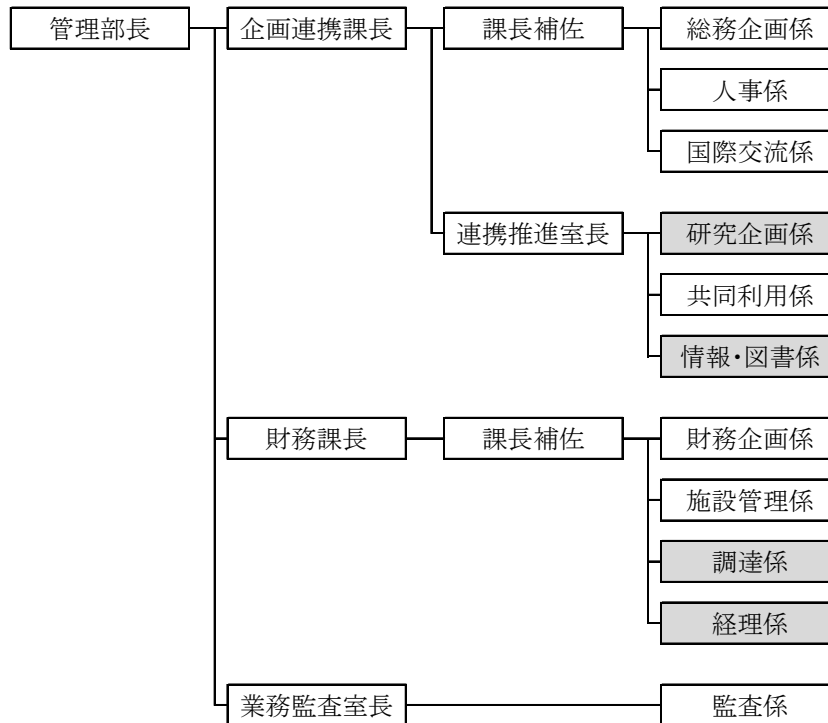 管理部長
企画連携課長
課長補佐
総務企画係
人事係
国際交流係
連携推進室長
研究企画係
共同利用係
情報・図書係
財務課長
課長補佐
財務企画係
施設管理係
調達係
経理係
業務監査室長
監査係